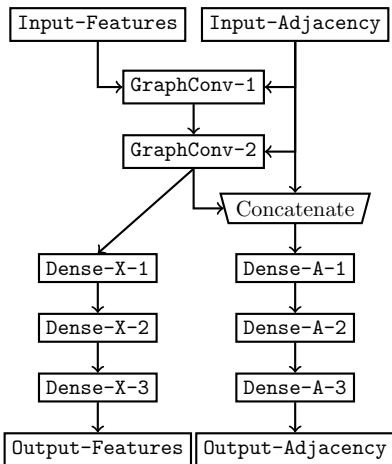 Input-Features
Input-Adjacency
GraphConv-1
GraphConv-2
Concatenate
Dense-X-1
Dense-A-1
Dense-X-2
Dense-A-2
Dense-X-3
Dense-A-3
Output-Features
Output-Adjacency